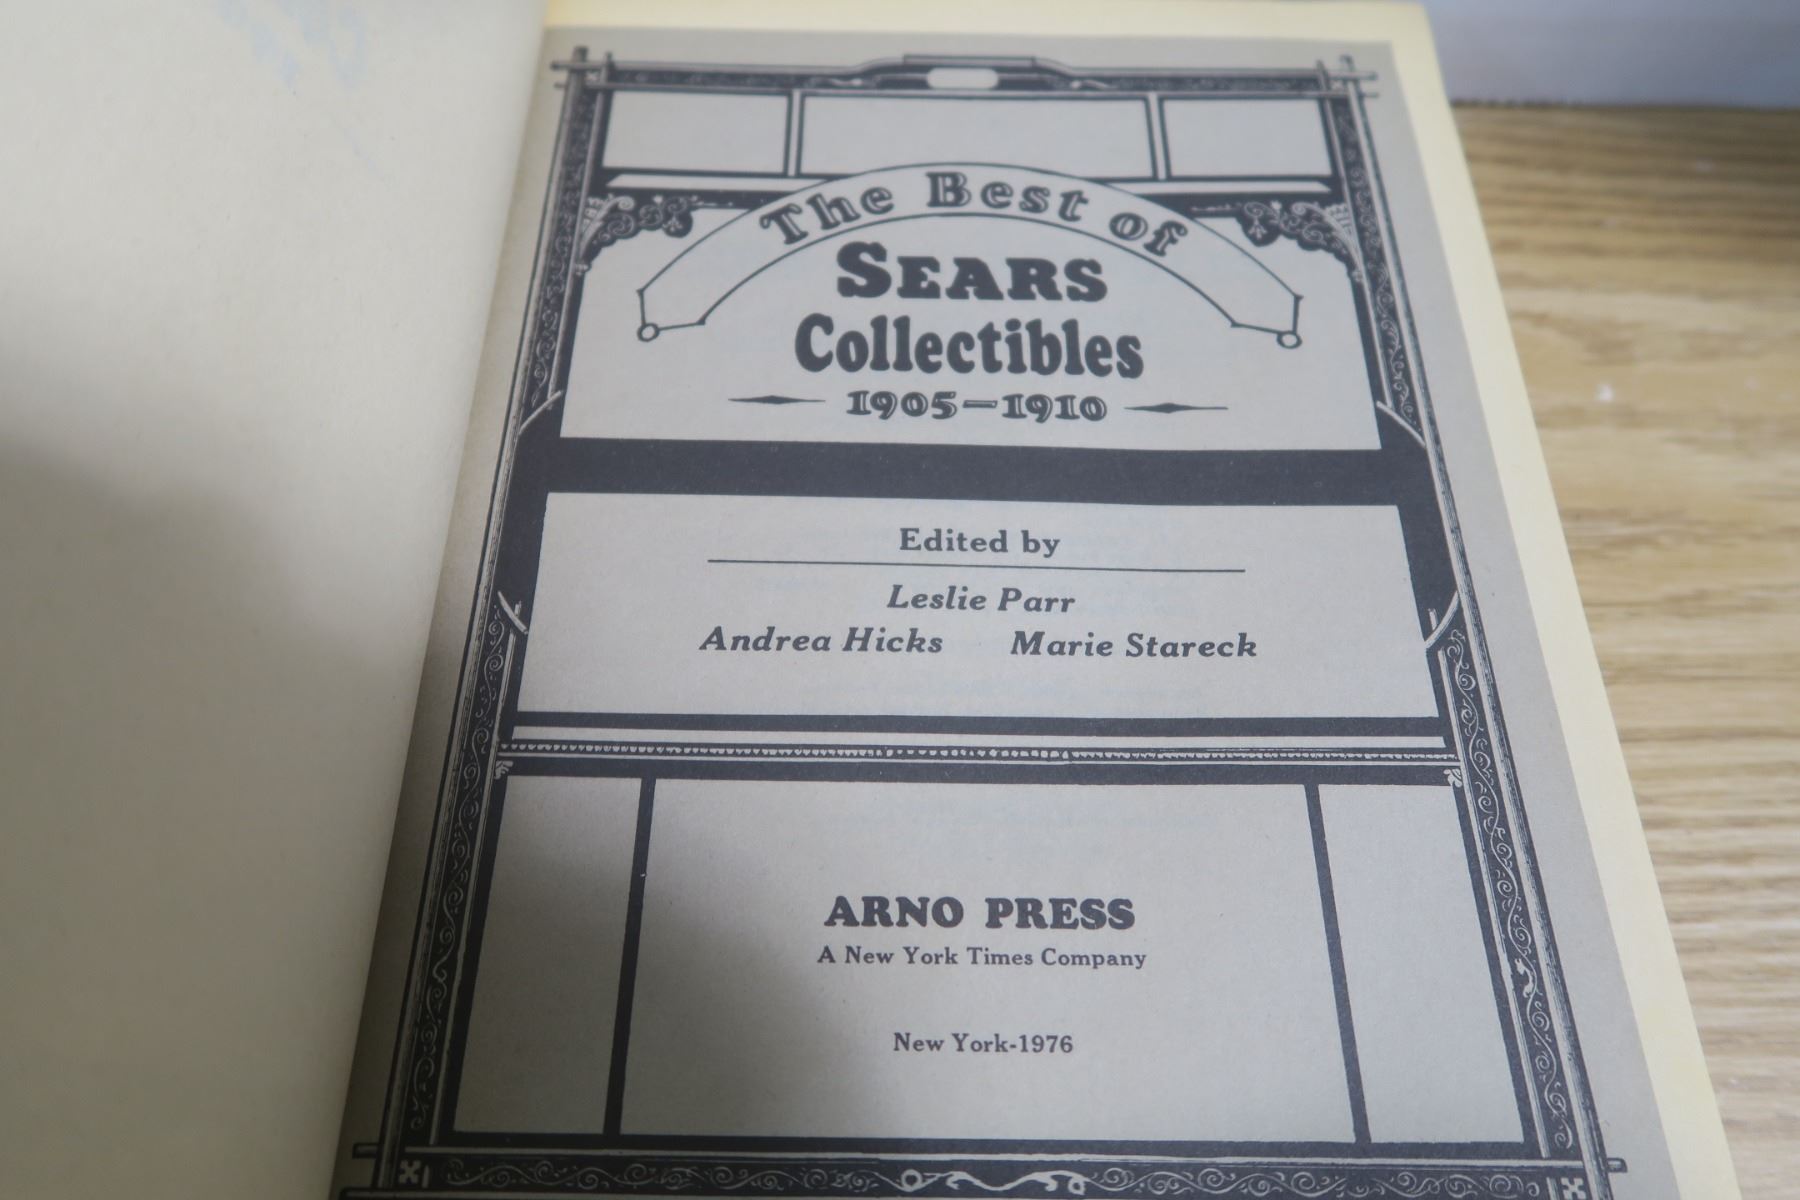 The Best of
SEARS
Collectibles
1905-1910
Edited by
Leslie Parr
Andrea Hicks Marie Stareck
ARNO PRESS
A New York Times Company
New York-1976